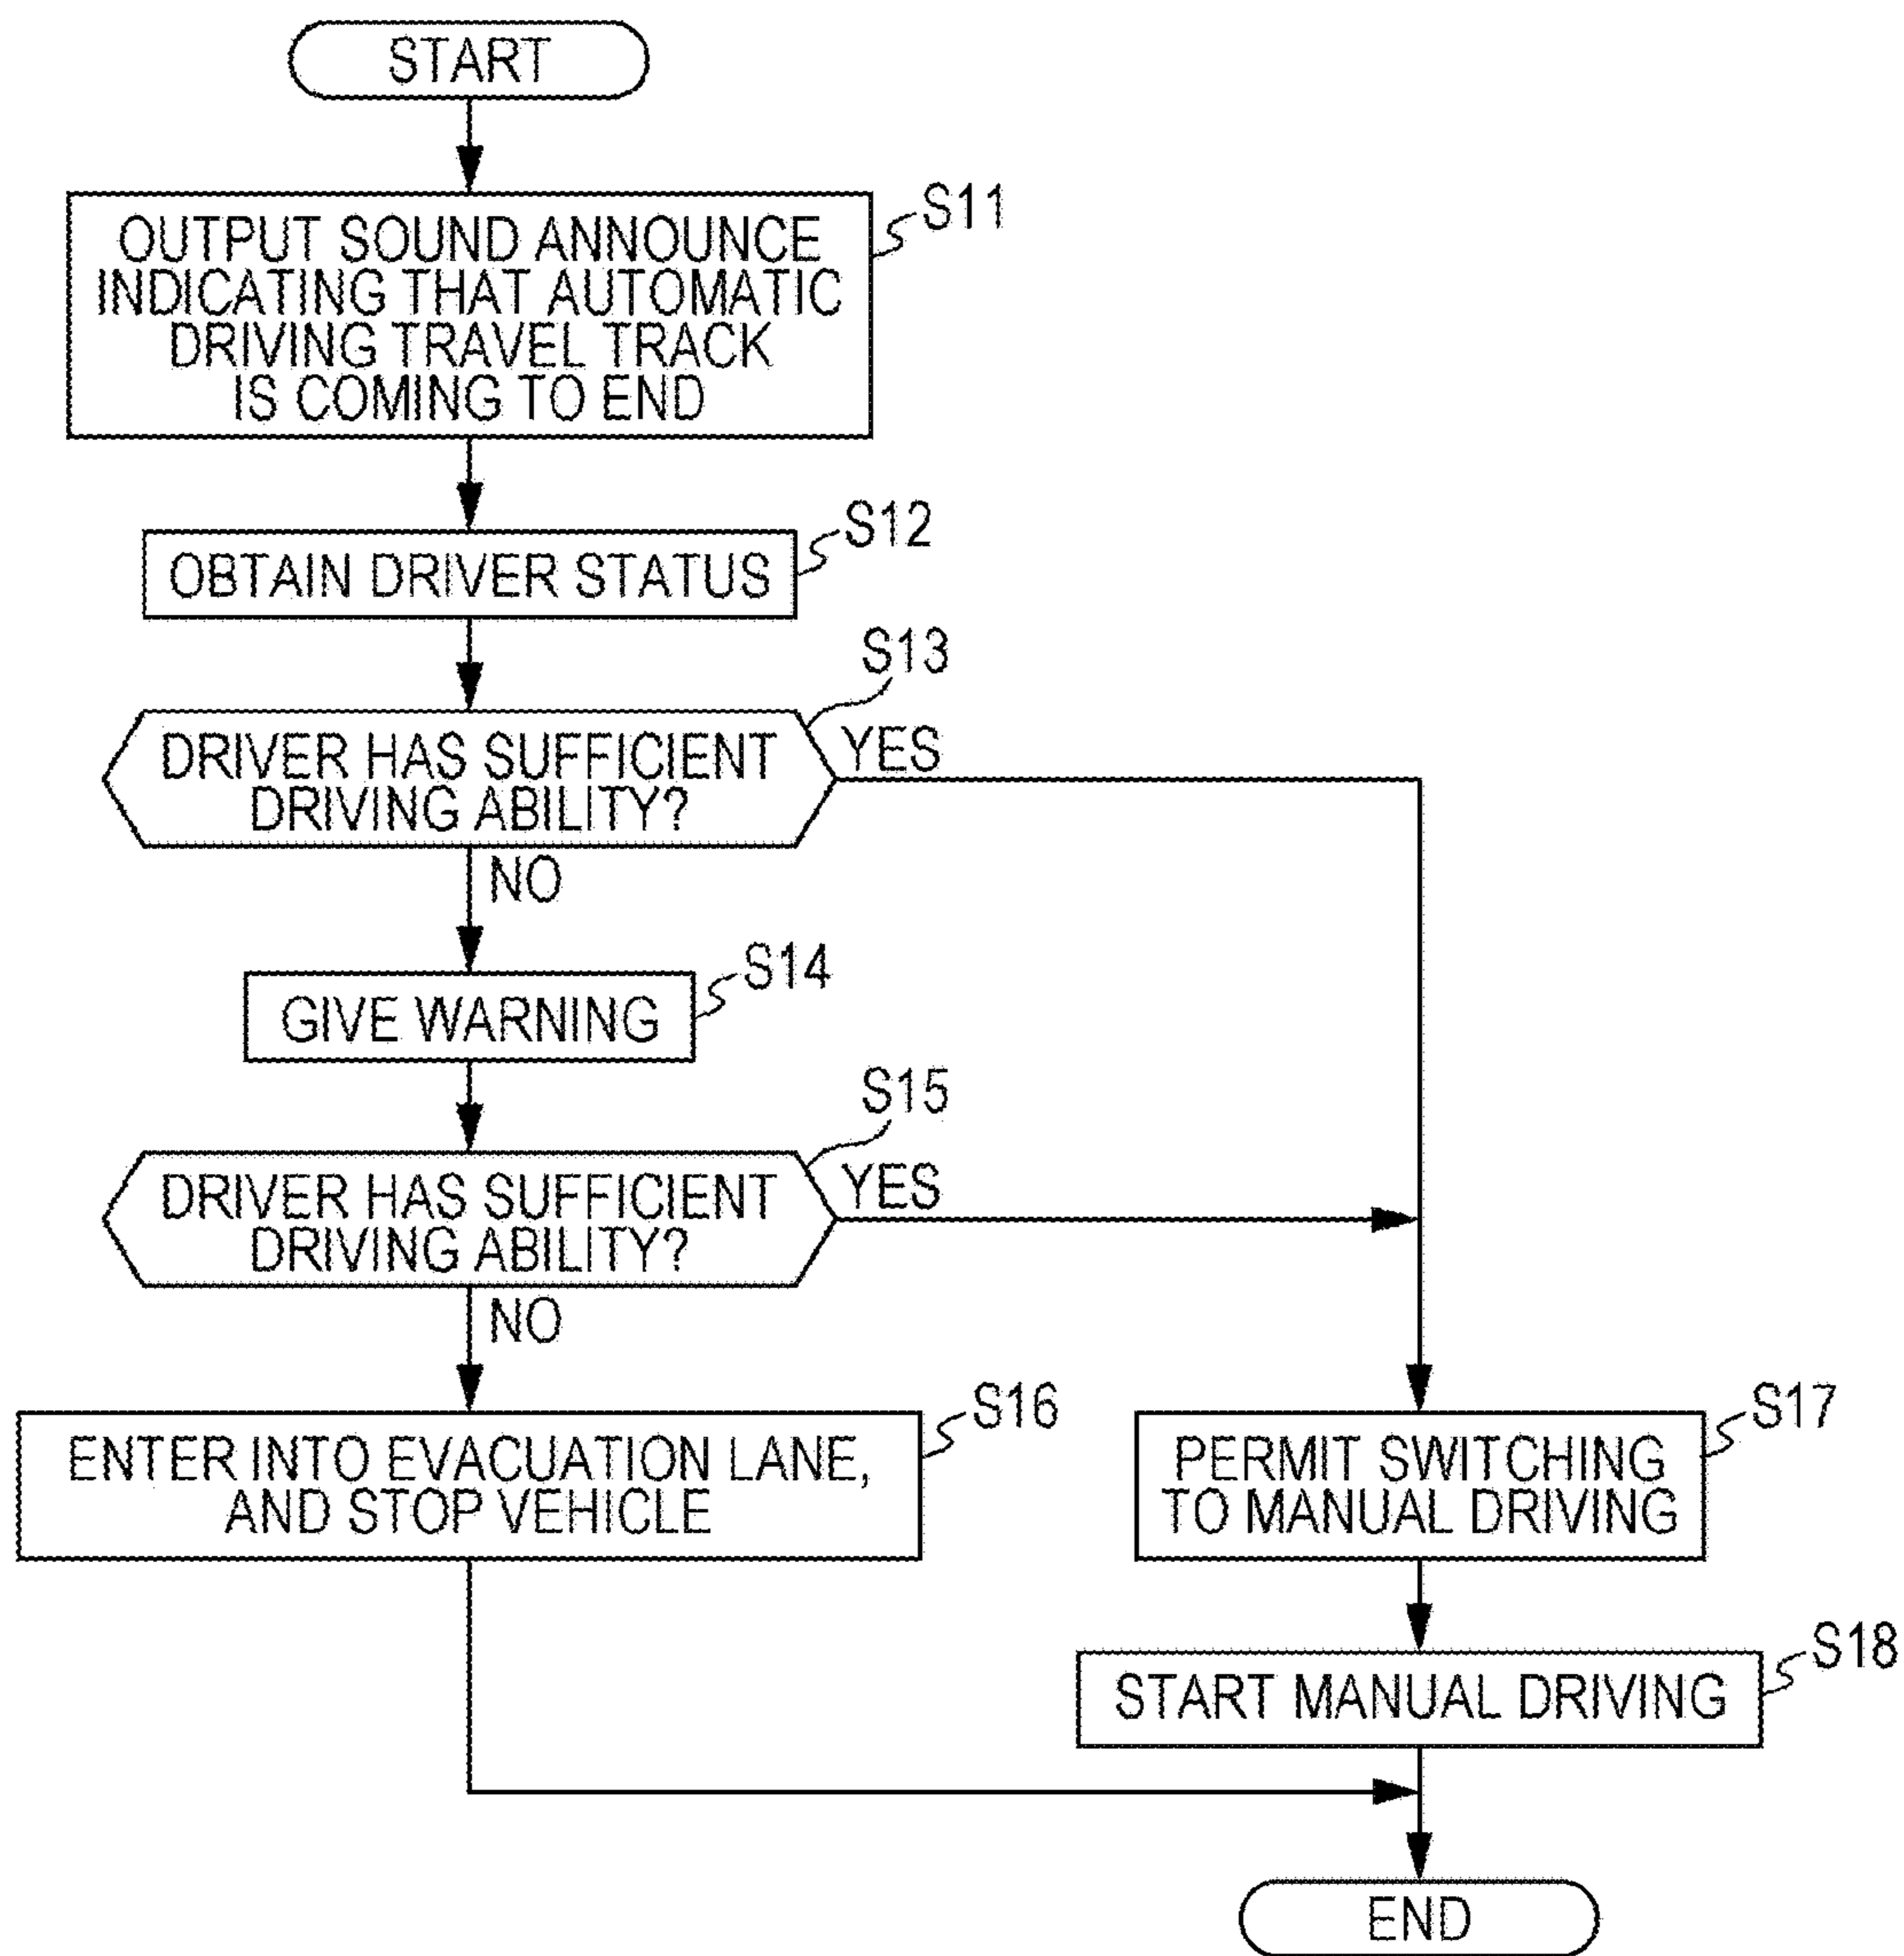 START
S11
OUTPUT SOUND ANNOUNCE
INDICATING THAT AUTOMATIC
DRIVING TRAVEL TRACK
IS COMING TO END
S12
OBTAIN DRIVER STATUS
S13
DRIVER HAS SUFFICIENT
DRIVING ABILITY?
YES
NO
S14
GIVE WARNING
S15
DRIVER HAS SUFFICIENT
DRIVING ABILITY?
YES
NO
S16
ENTER INTO EVACUATION LANE,
AND STOP VEHICLE
S17
PERMIT SWITCHING
TO MANUAL DRIVING
S18
START MANUAL DRIVING
END